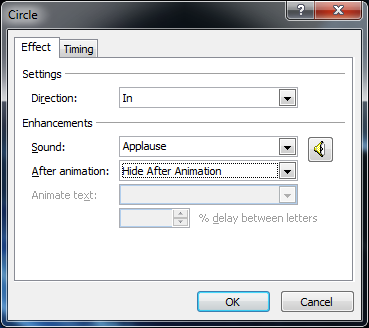 Circle
Effect Timing
Settings
Direction: In
Enhancements
Sound: Applause
After animation: Hide After Animation
Animate text:
% delay between letters
OK Cancel